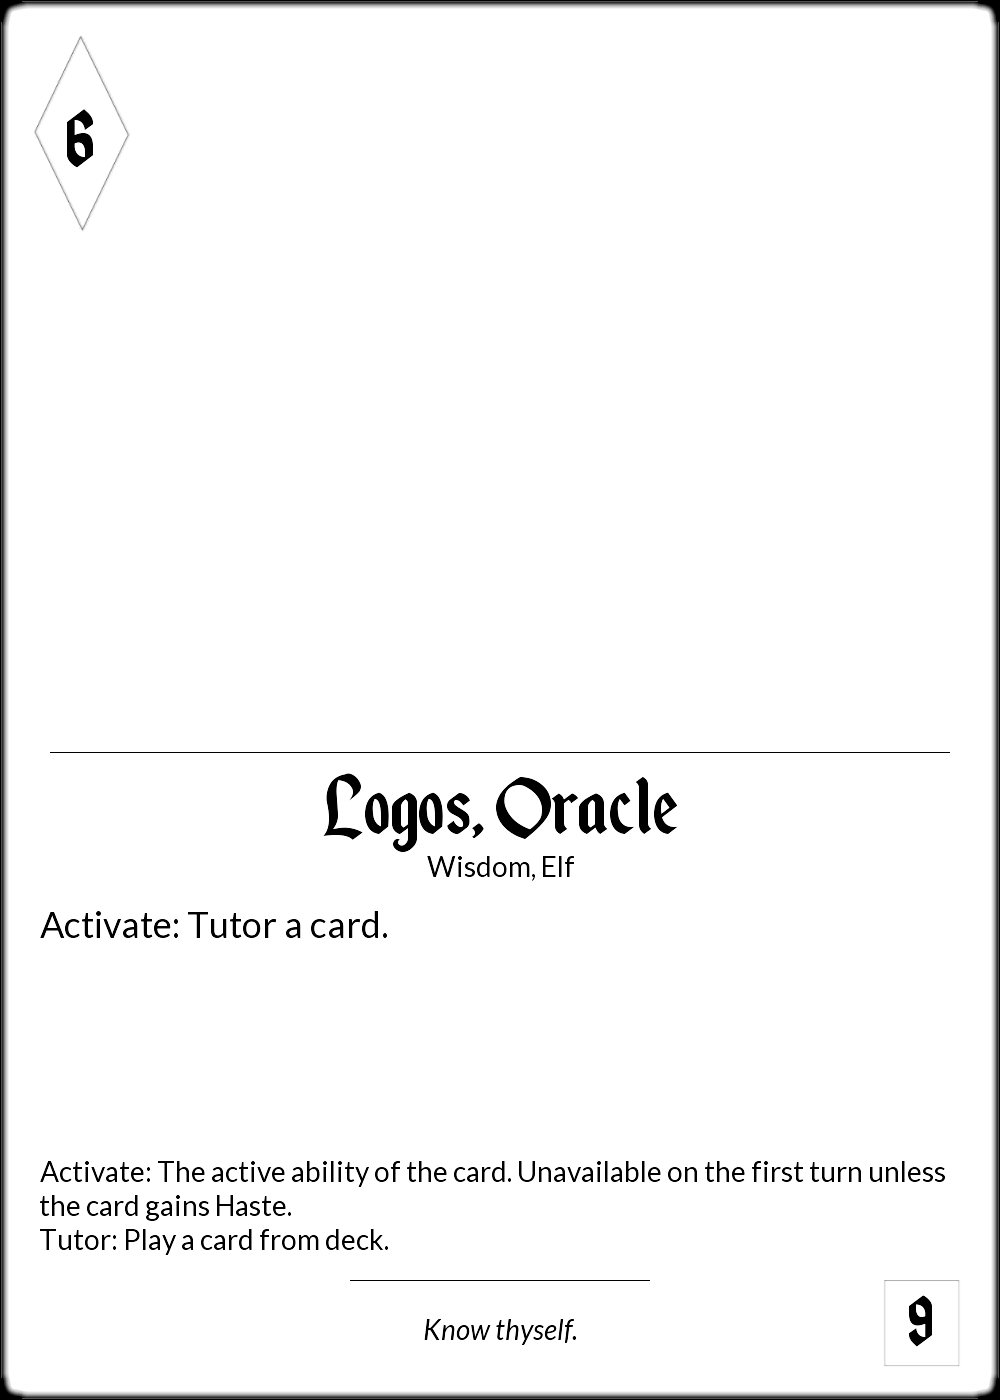 6
Logos, Oracle
Wisdom, Elf
Activate: Tutor a card.
Activate: The active ability of the card. Unavailable on the first turn unless
the card gains Haste.
Tutor: Play a card from deck.
Know thyself.
9